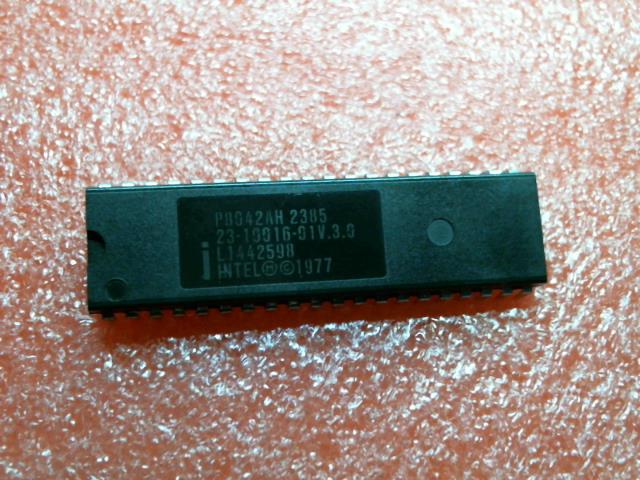 P8042AH 2385
23-10016-01V.3.0
L1442598
i INTEL Ⓜ © 1977